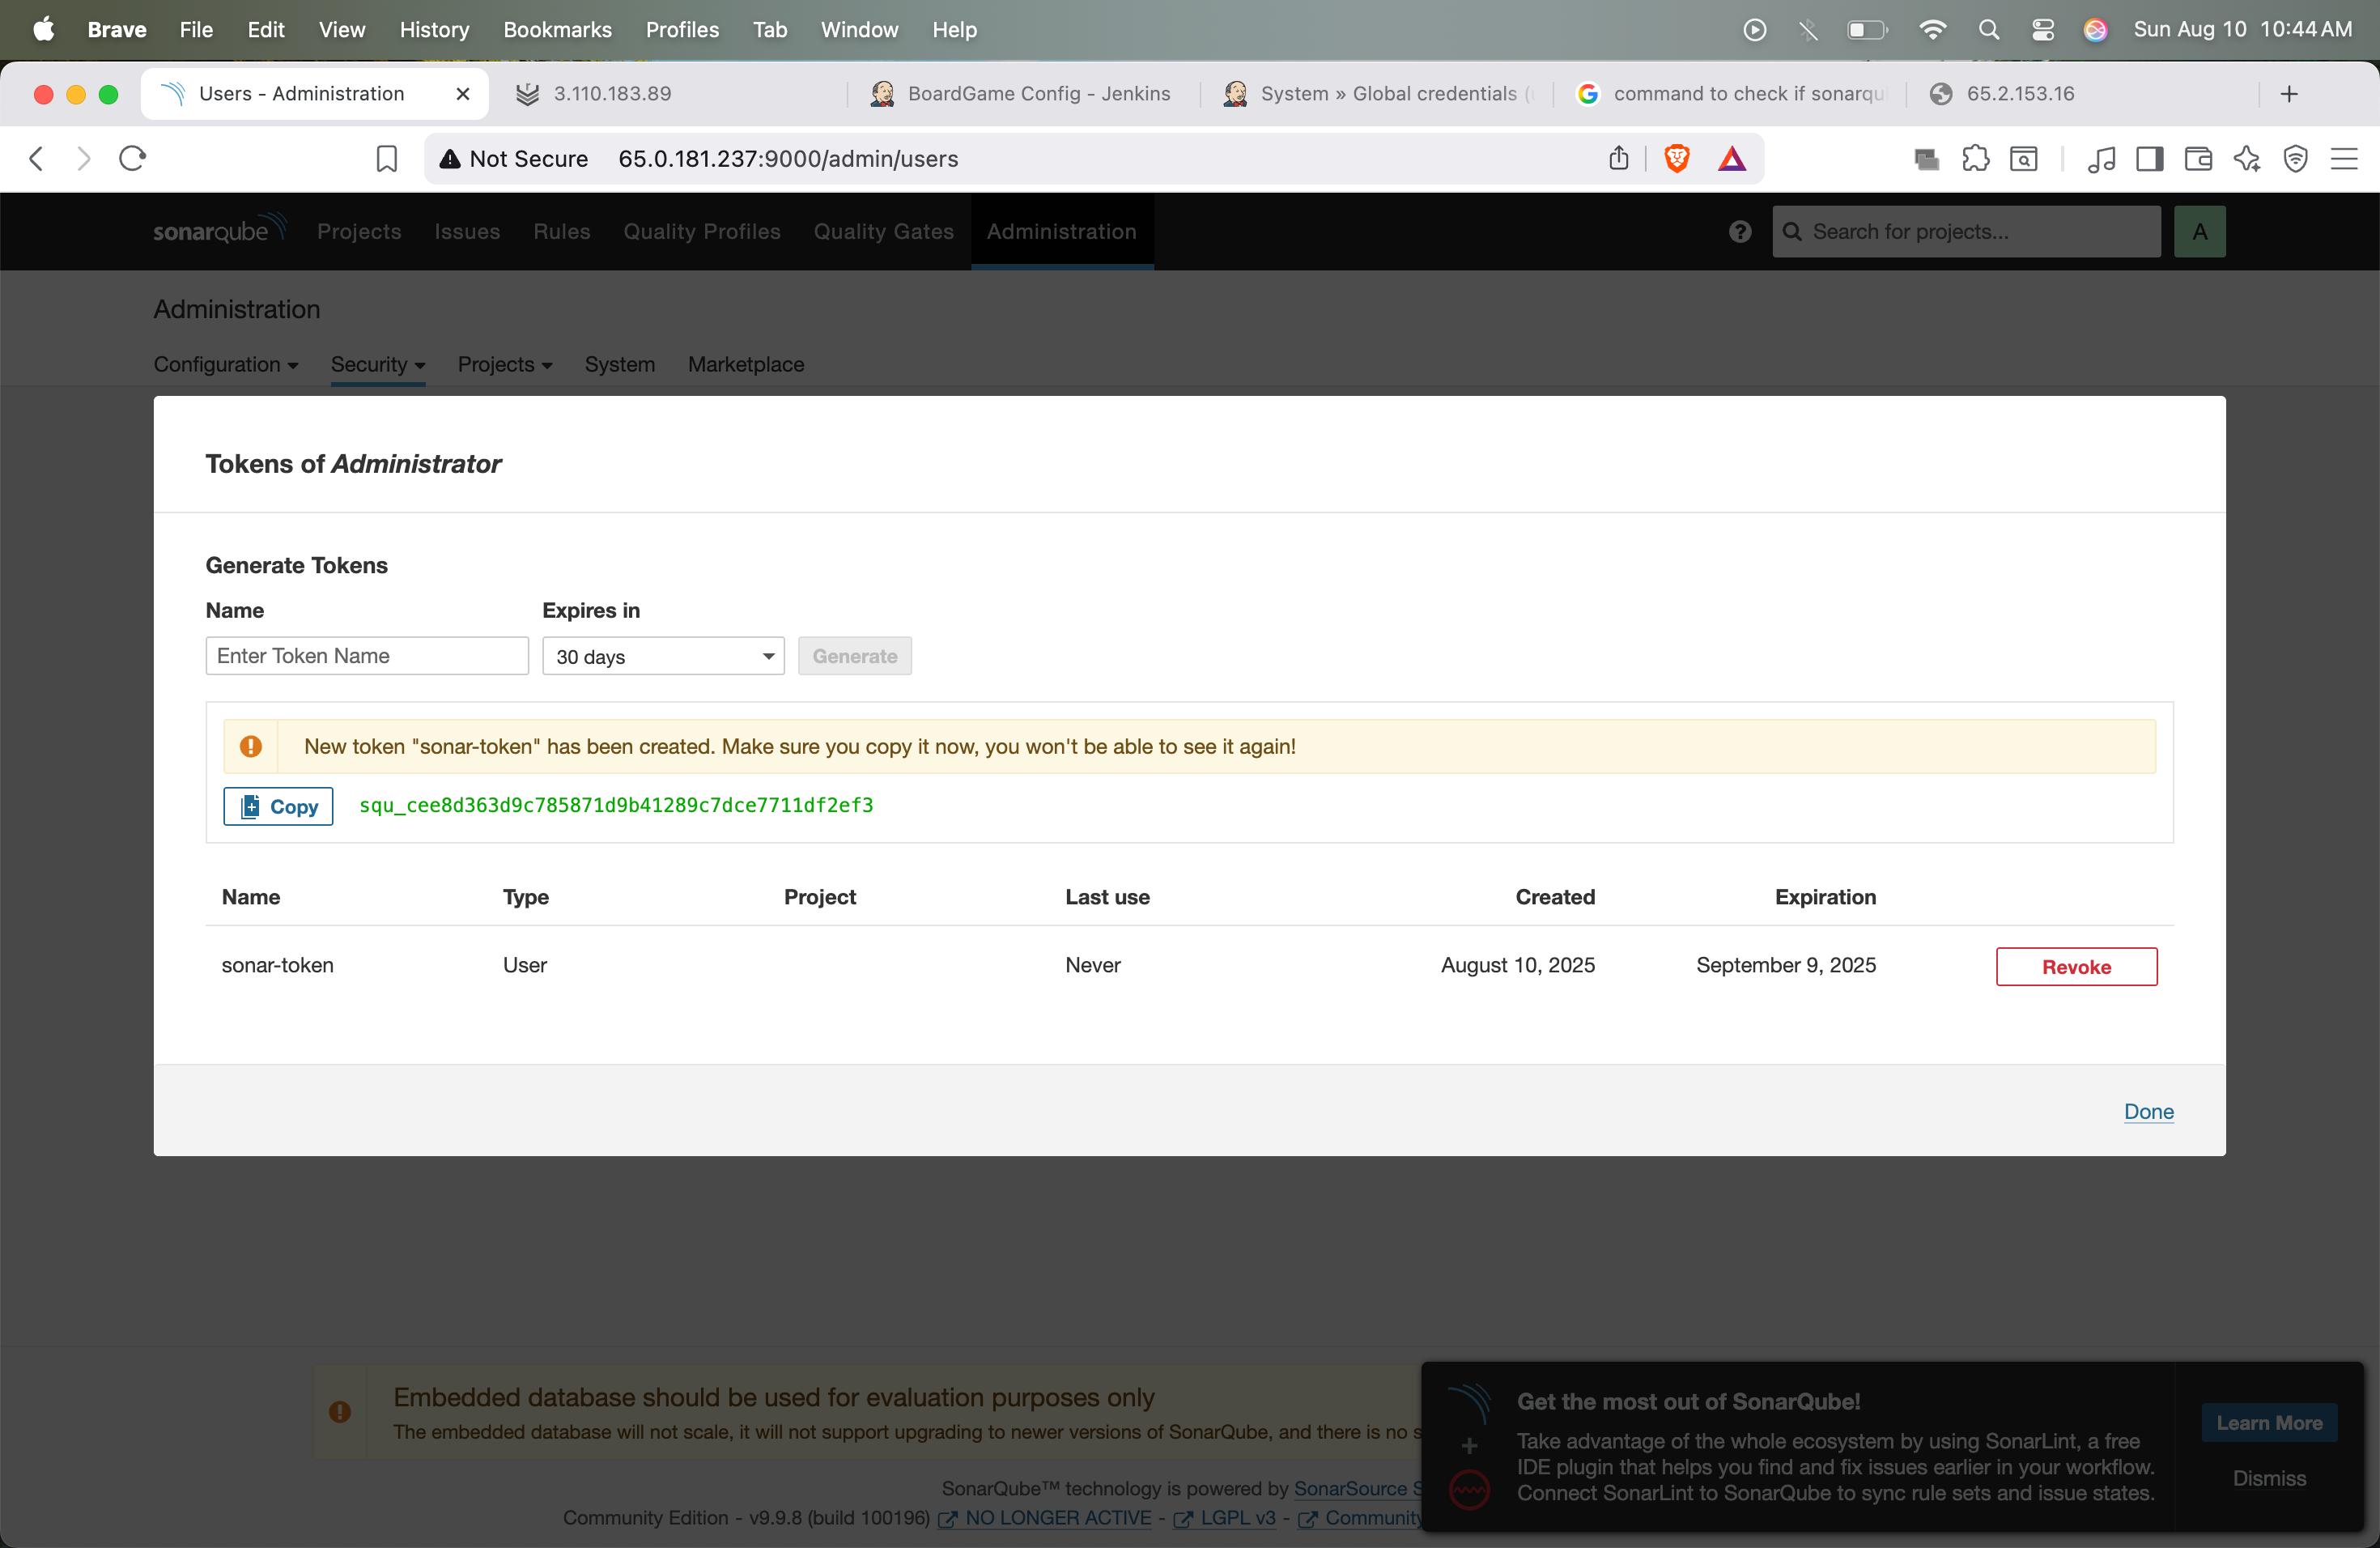 Brave File Edit View History Bookmarks Profiles Tab Window Help Sun Aug 10 10:44 AM
Users - Administration 3.110.183.89 BoardGame Config - Jenkins System » Global credentials ( command to check if sonarqu 65.2.153.16
Not Secure 65.0.181.237:9000/admin/users
sonarqube Projects Issues Rules Quality Profiles Quality Gates Administration Search for projects... A
Administration
Configuration Security Projects System Marketplace
Tokens of Administrator
Generate Tokens
Name Expires in
Enter Token Name 30 days Generate
New token "sonar-token" has been created. Make sure you copy it now, you won't be able to see it again!
Copy squ_cee8d363d9c785871d9b41289c7dce7711df2ef3
Name Type Project Last use Created Expiration
sonar-token User Never August 10, 2025 September 9, 2025 Revoke
Done
Embedded database should be used for evaluation purposes only
The embedded database will not scale, it will not support upgrading to newer versions of SonarQube, and there is no s
SonarQube™ technology is powered by SonarSource S
Community Edition - v9.9.8 (build 100196) NO LONGER ACTIVE - LGPL v3 - Community
Get the most out of SonarQube!
Take advantage of the whole ecosystem by using SonarLint, a free
IDE plugin that helps you find and fix issues earlier in your workflow.
Connect SonarLint to SonarQube to sync rule sets and issue states.
Learn More
Dismiss